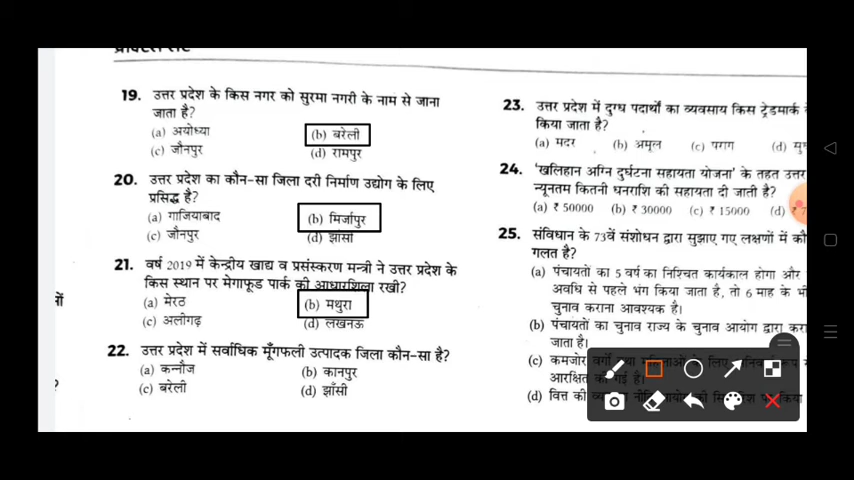 प्रैक्टिस सेट
19. उत्तर प्रदेश के किस नगर को सुरमा नगरी के नाम से जाना
जाता है?
(a) अयोध्या (b) बरेली
(c) जौनपुर (d) रामपुर
20. उत्तर प्रदेश का कौन-सा जिला दरी निर्माण उद्योग के लिए
प्रसिद्ध है?
(a) गाजियाबाद (b) मिर्जापुर
(c) जौनपुर (d) झांसी
21. वर्ष 2019 में केन्द्रीय खाद्य व प्रसंस्करण मन्त्री ने उत्तर प्रदेश के
किस स्थान पर मेगाफूड पार्क की आधारशिला रखी?
(a) मेरठ (b) मथुरा
(c) अलीगढ़ (d) लखनऊ
22. उत्तर प्रदेश में सर्वाधिक मूँगफली उत्पादक जिला कौन-सा है?
(a) कन्नौज (b) कानपुर
(c) बरेली (d) झाँसी
23. उत्तर प्रदेश में दुग्ध पदार्थों का व्यवसाय किस ट्रेडमार्क
किया जाता है?
(a) मदर (b) अमूल (c) पराग (d)
24. 'खलिहान अग्नि दुर्घटना सहायता योजना' के तहत उत्तर
न्यूनतम कितनी धनराशि की सहायता दी जाती है?
(a) ₹ 50000 (b) ₹ 30000 (c) ₹ 15000 (d) ₹
25. संविधान के 73वें संशोधन द्वारा सुझाए गए लक्षणों में
गलत है?
(a) पंचायतों का 5 वर्ष का निश्चित कार्यकाल होगा और
अवधि से पहले भंग किया जाता है, तो 6 माह के
चुनाव कराना आवश्यक है।
(b) पंचायतों का चुनाव राज्य के चुनाव आयोग द्वारा
जाता है।
(c) कमजोर वर्गों के लिए
आरक्षित की गई है।
(d) वित्त की